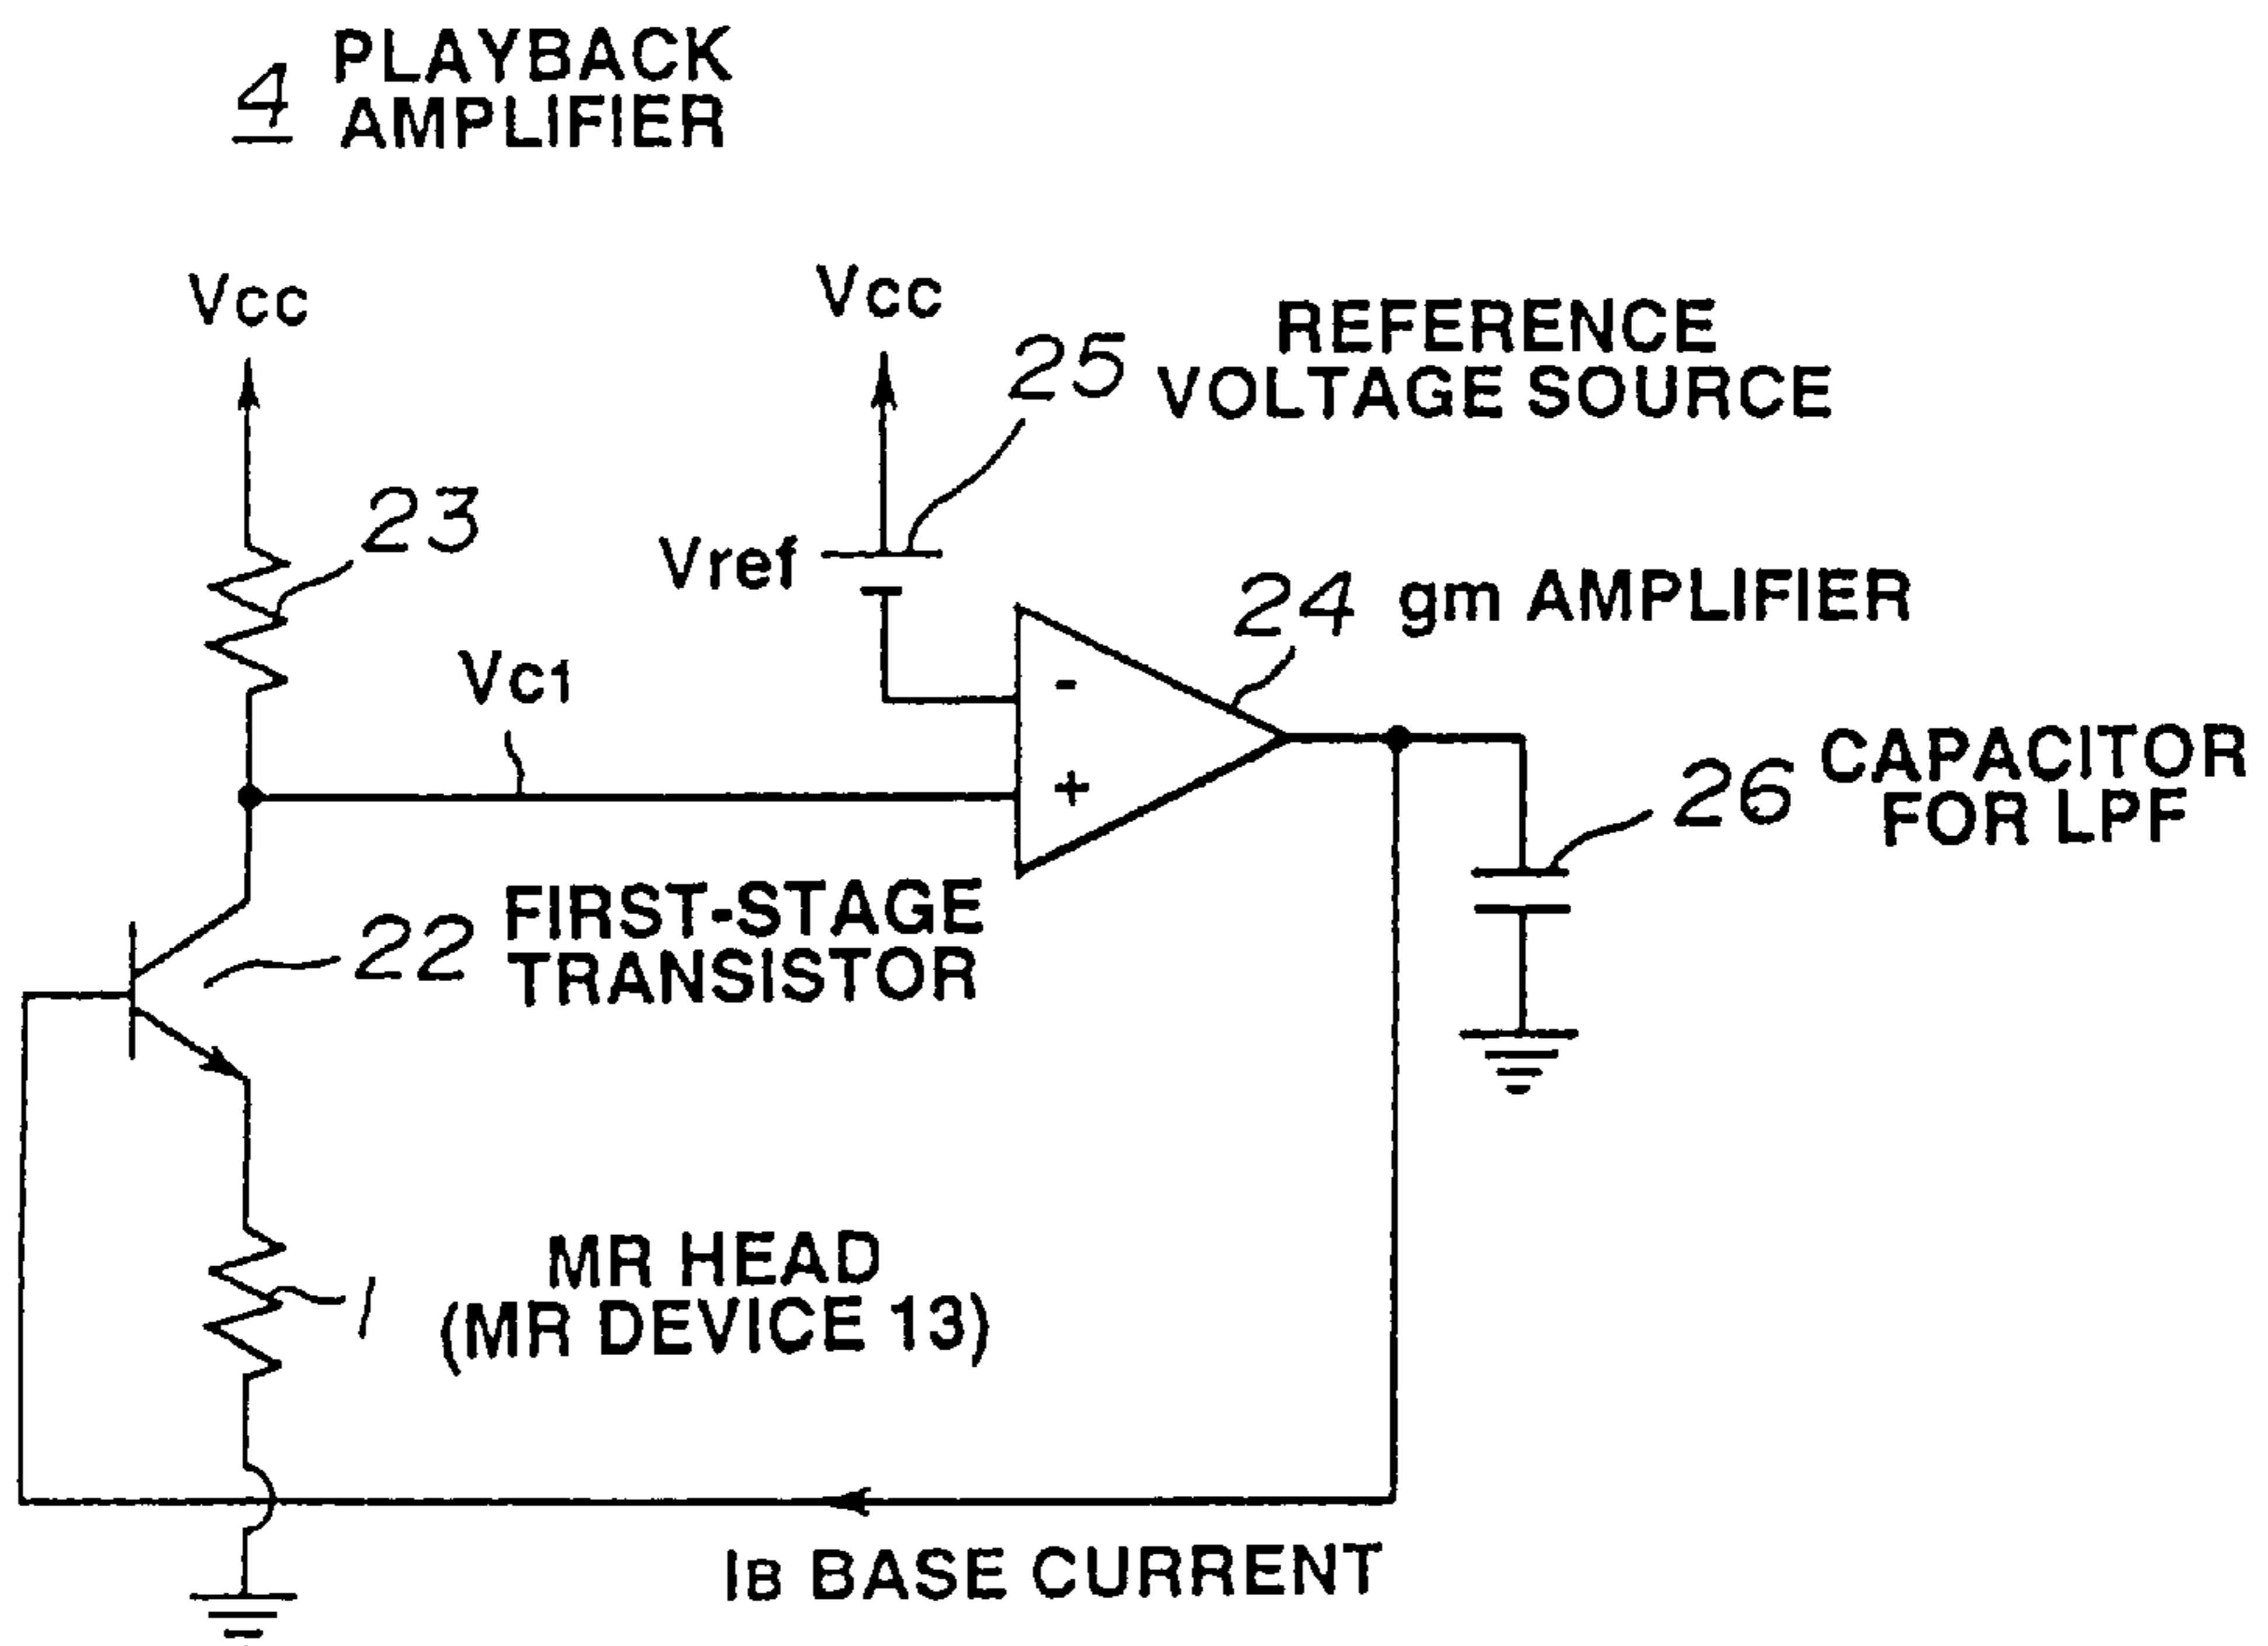 4 PLAYBACK
AMPLIFIER
Vcc
Vcc
25 REFERENCE
VOLTAGE SOURCE
23
Vref
24 gm AMPLIFIER
Vc1
-
+
26 CAPACITOR
FOR LPF
22 FIRST-STAGE
TRANSISTOR
1 MR HEAD
(MR DEVICE 13)
IB BASE CURRENT